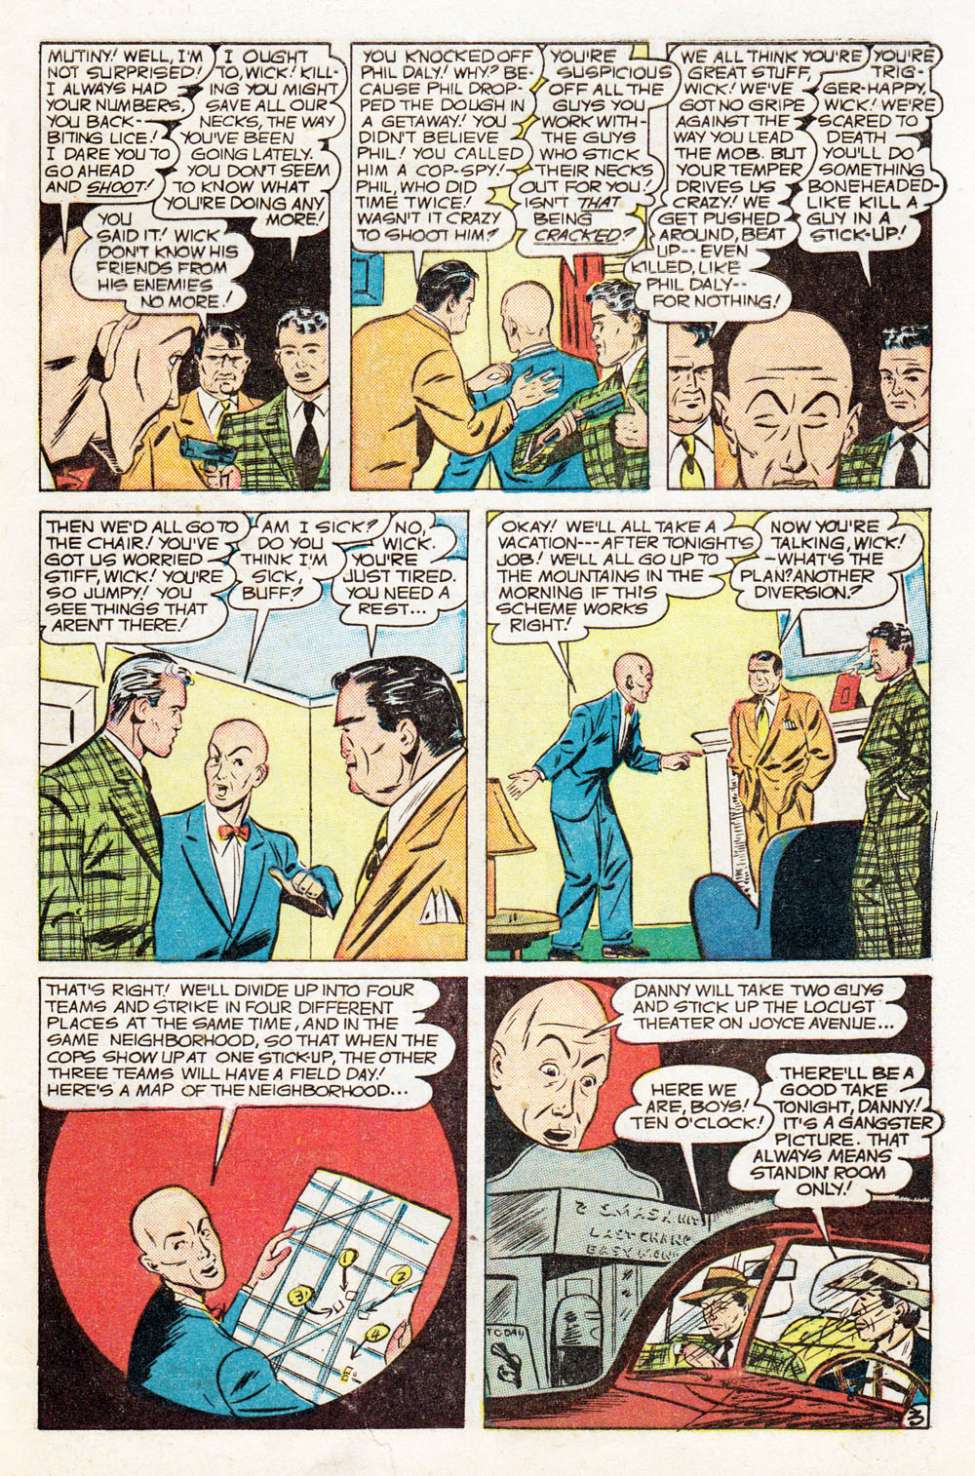 MUTINY! WELL, I'M
NOT SURPRISED!
I ALWAYS HAD
YOUR NUMBERS,
YOU BACK-
BITING LICE!
I DARE YOU TO
GO AHEAD
AND SHOOT!
I OUGHT
TO, WICK! KILL-
ING YOU MIGHT
SAVE ALL OUR
NECKS, THE WAY
YOU'VE BEEN
GOING LATELY.
YOU DON'T SEEM
TO KNOW WHAT
YOU'RE DOING ANY
MORE!
YOU
SAID IT! WICK
DON'T KNOW HIS
FRIENDS FROM
HIS ENEMIES
NO MORE!
YOU KNOCKED OFF
PHIL DALY! WHY? BE-
CAUSE PHIL DROP-
PED THE DOUGH IN
A GETAWAY! YOU
DIDN'T BELIEVE
PHIL! YOU CALLED
HIM A COP-SPY!
PHIL, WHO DID
TIME TWICE!
WASN'T IT CRAZY
TO SHOOT HIM?
YOU'RE
SUSPICIOUS
OFF ALL THE
GUYS YOU
WORK WITH-
THE GUYS
WHO STICK
THEIR NECKS
OUT FOR YOU!
ISN'T THAT
BEING
CRACKED?
WE ALL THINK YOU'RE
GREAT STUFF,
WICK! WE'VE
GOT NO GRIPE
AGAINST THE
WAY YOU LEAD
THE MOB. BUT
YOUR TEMPER
DRIVES US
CRAZY! WE
GET PUSHED
AROUND, BEAT
UP-- EVEN
KILLED, LIKE
PHIL DALY--
FOR NOTHING!
YOU'RE
TRIG-
GER-HAPPY,
WICK! WE'RE
SCARED TO
DEATH
YOU'LL DO
SOMETHING
BONEHEADED-
LIKE KILL A
GUY IN A
STICK-UP!
THEN WE'D ALL GO TO
THE CHAIR! YOU'VE
GOT US WORRIED
STIFF, WICK! YOU'RE
SO JUMPY! YOU
SEE THINGS THAT
AREN'T THERE!
AM I SICK?
DO YOU
THINK I'M
SICK,
BUFF?
NO,
WICK.
YOU'RE
JUST TIRED.
YOU NEED A
REST...
OKAY! WE'LL ALL TAKE A
VACATION--- AFTER TONIGHT'S
JOB! WE'LL ALL GO UP TO
THE MOUNTAINS IN THE
MORNING IF THIS
SCHEME WORKS
RIGHT!
NOW YOU'RE
TALKING, WICK!
-WHAT'S THE
PLAN? ANOTHER
DIVERSION?
THAT'S RIGHT! WE'LL DIVIDE UP INTO FOUR
TEAMS AND STRIKE IN FOUR DIFFERENT
PLACES AT THE SAME TIME, AND IN THE
SAME NEIGHBORHOOD, SO THAT WHEN THE
COPS SHOW UP AT ONE STICK-UP, THE OTHER
THREE TEAMS WILL HAVE A FIELD DAY!
HERE'S A MAP OF THE NEIGHBORHOOD...
1
2
3
4
DANNY WILL TAKE TWO GUYS
AND STICK UP THE LOCUST
THEATER ON JOYCE AVENUE...
HERE WE
ARE, BOYS!
TEN O'CLOCK!
THERE'LL BE A
GOOD TAKE
TONIGHT, DANNY!
IT'S A GANGSTER
PICTURE. THAT
ALWAYS MEANS
STANDIN' ROOM
ONLY!
TODAY
3